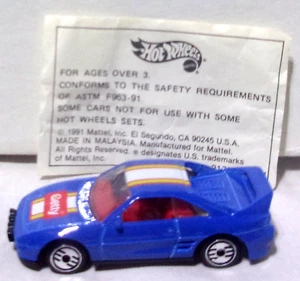 Hot Wheels
FOR AGES OVER 3.
CONFORMS TO THE SAFETY REQUIREMENTS
OF ASTM F963-91
SOME CARS NOT FOR USE WITH SOME
HOT WHEELS SETS.
© 1991 Mattel, Inc. El Segundo, CA 90245 U.S.A.
MADE IN MALAYSIA. Manufactured for Mattel.
All Rights Reserved. ® designates U.S. trademark
of Mattel, Inc.
Getty